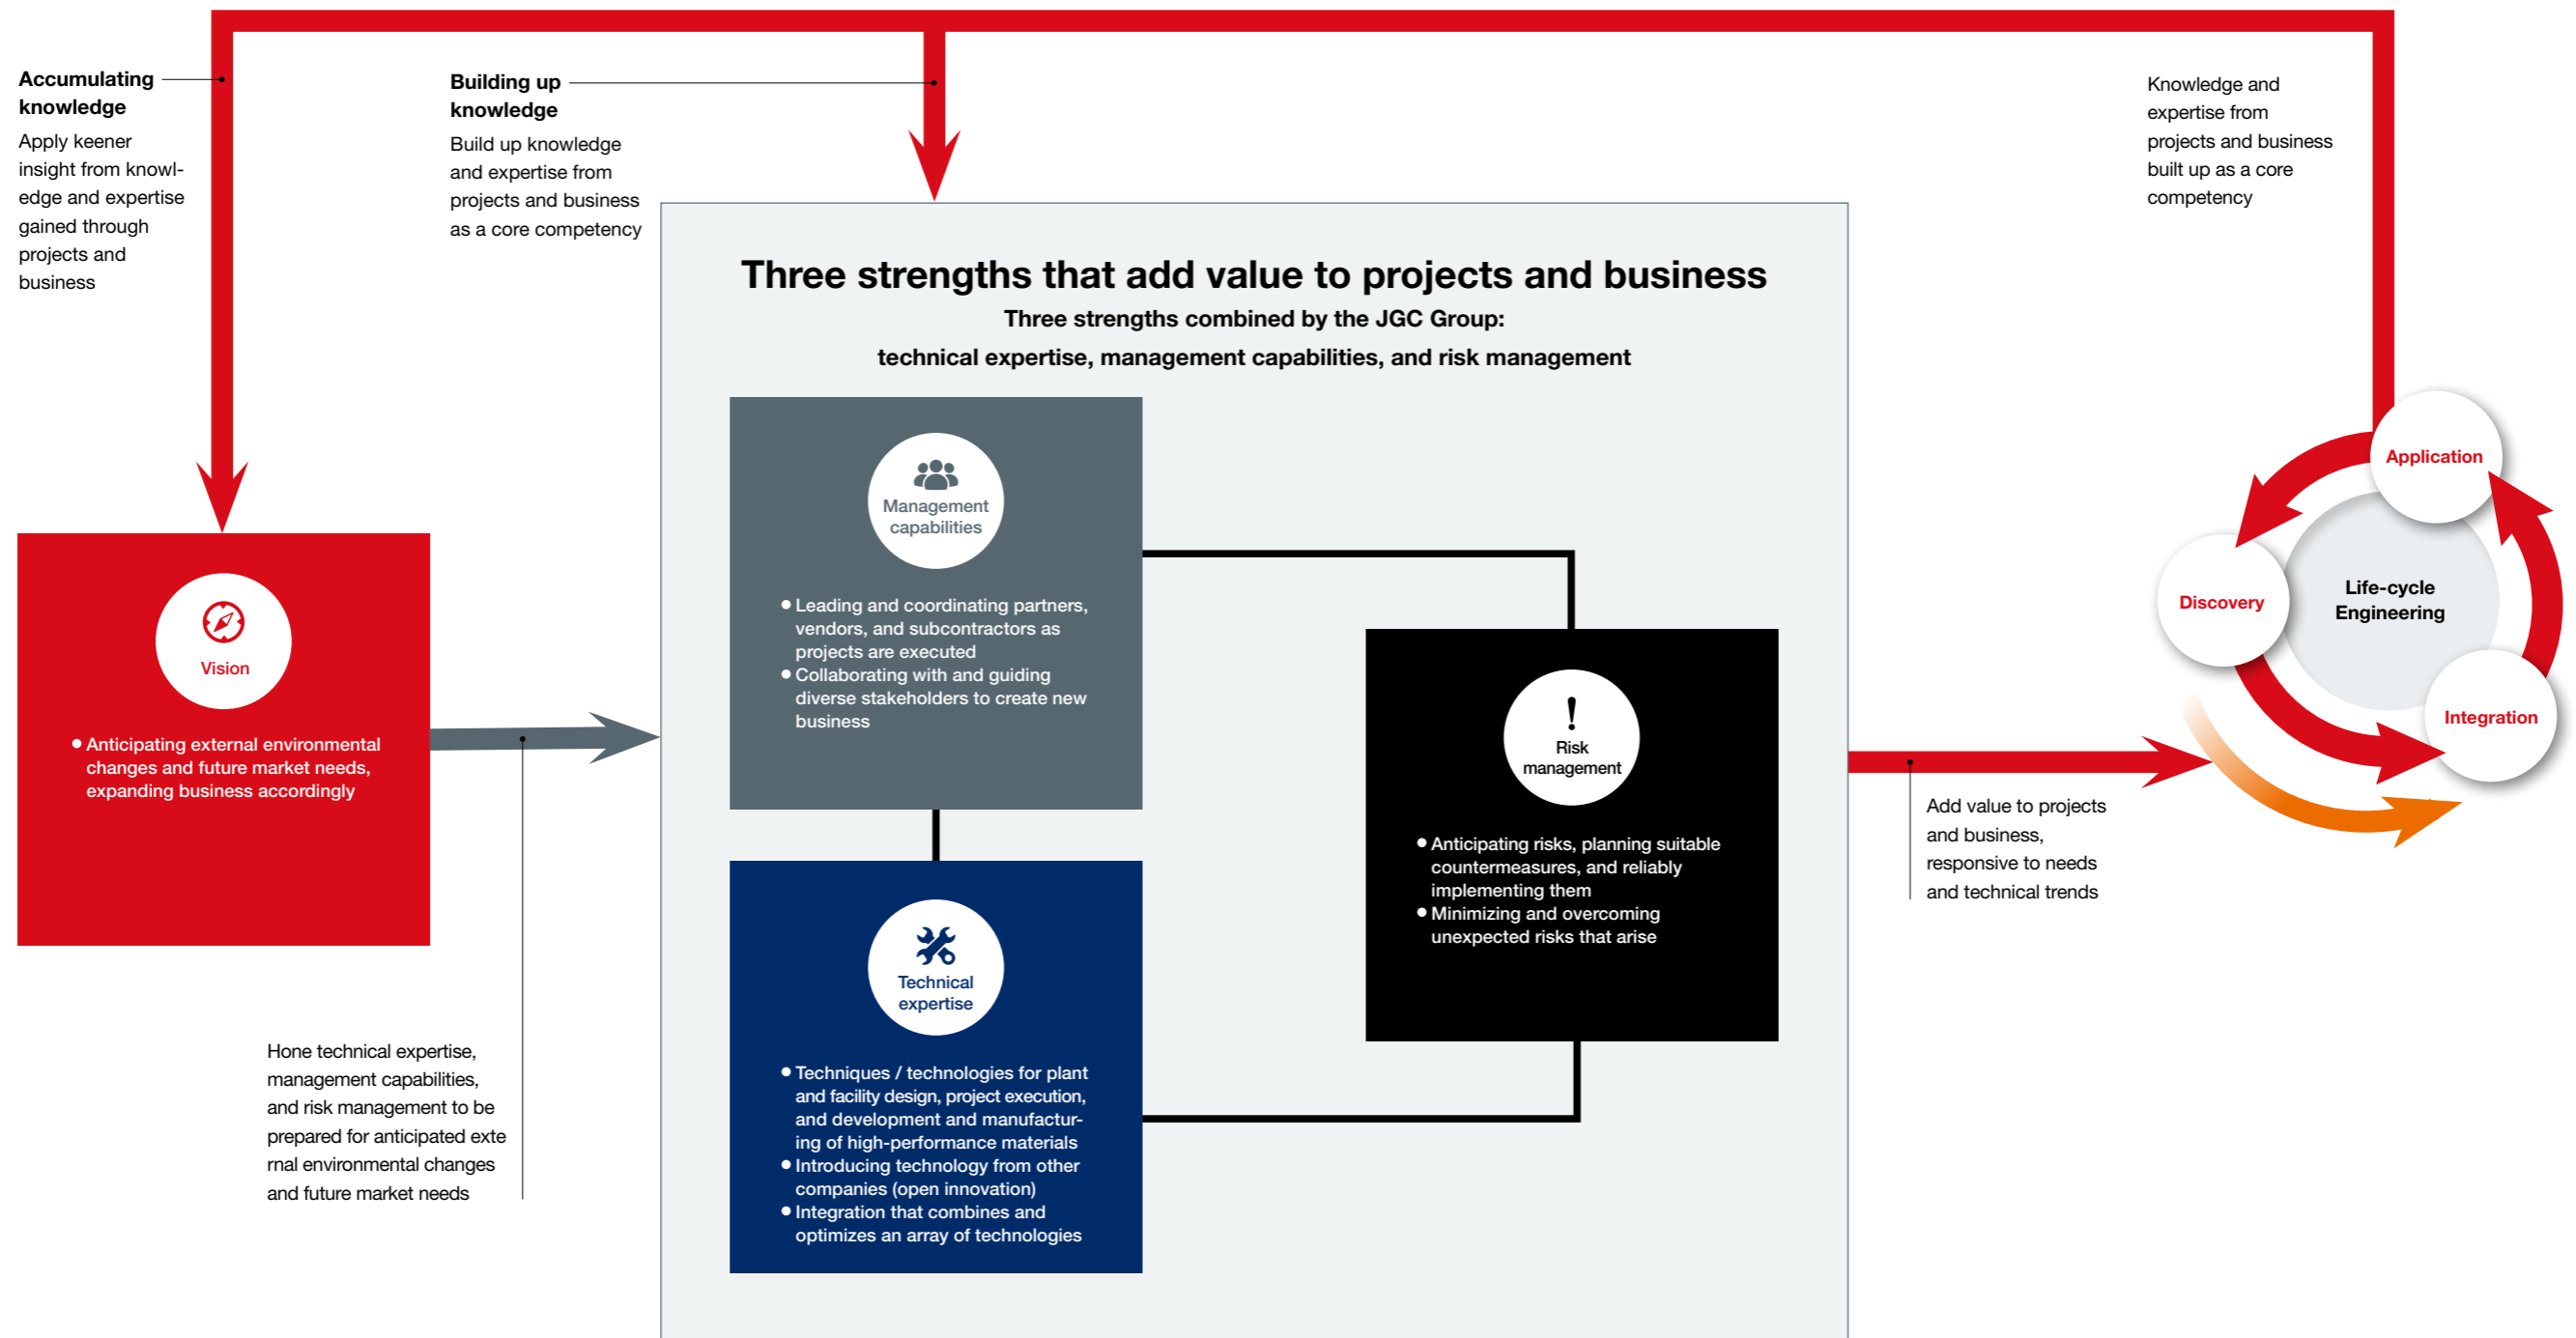 Accumulating
knowledge
Apply keener
insight from knowl-
edge and expertise
gained through
projects and
business
Building up
knowledge
Build up knowledge
and expertise from
projects and business
as a core competency
Knowledge and
expertise from
projects and business
built up as a core
competency
Three strengths that add value to projects and business
Three strengths combined by the JGC Group:
technical expertise, management capabilities, and risk management
Vision
● Anticipating external environmental
changes and future market needs,
expanding business accordingly
Hone technical expertise,
management capabilities,
and risk management to be
prepared for anticipated exte
rnal environmental changes
and future market needs
Management
capabilities
● Leading and coordinating partners,
vendors, and subcontractors as
projects are executed
● Collaborating with and guiding
diverse stakeholders to create new
business
Technical
expertise
● Techniques / technologies for plant
and facility design, project execution,
and development and manufactur-
ing of high-performance materials
● Introducing technology from other
companies (open innovation)
● Integration that combines and
optimizes an array of technologies
Risk
management
● Anticipating risks, planning suitable
countermeasures, and reliably
implementing them
● Minimizing and overcoming
unexpected risks that arise
Add value to projects
and business,
responsive to needs
and technical trends
Application
Discovery
Life-cycle
Engineering
Integration